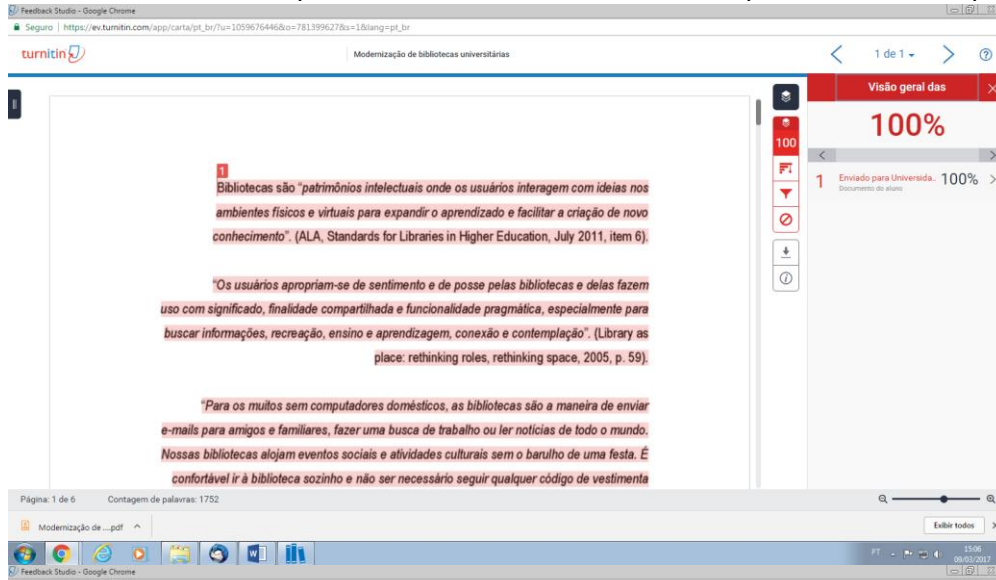 Feedback Studio - Google Chrome
Seguro | https://ev.turnitin.com/app/carta/pt_br/?u=1059676446&o=781399627&s=1&lang=pt_br
turnitin
Modernização de bibliotecas universitárias
1 de 1
Visão geral das
100%
100
1 Enviado para Universida.. 100%
Documento do aluno
1
Bibliotecas são "patrimônios intelectuais onde os usuários interagem com ideias nos
ambientes físicos e virtuais para expandir o aprendizado e facilitar a criação de novo
conhecimento". (ALA, Standards for Libraries in Higher Education, July 2011, item 6).
"Os usuários apropriam-se de sentimento e de posse pelas bibliotecas e delas fazem
uso com significado, finalidade compartilhada e funcionalidade pragmática, especialmente para
buscar informações, recreação, ensino e aprendizagem, conexão e contemplação". (Library as
place: rethinking roles, rethinking space, 2005, p. 59).
"Para os muitos sem computadores domésticos, as bibliotecas são a maneira de enviar
e-mails para amigos e familiares, fazer uma busca de trabalho ou ler notícias de todo o mundo.
Nossas bibliotecas alojam eventos sociais e atividades culturais sem o barulho de uma festa. É
confortável ir à biblioteca sozinho e não ser necessário seguir qualquer código de vestimenta
Página: 1 de 6 Contagem de palavras: 1752
Modernização de ....pdf
Exibir todos
PT
15:06
09/03/2017
Feedback Studio - Google Chrome